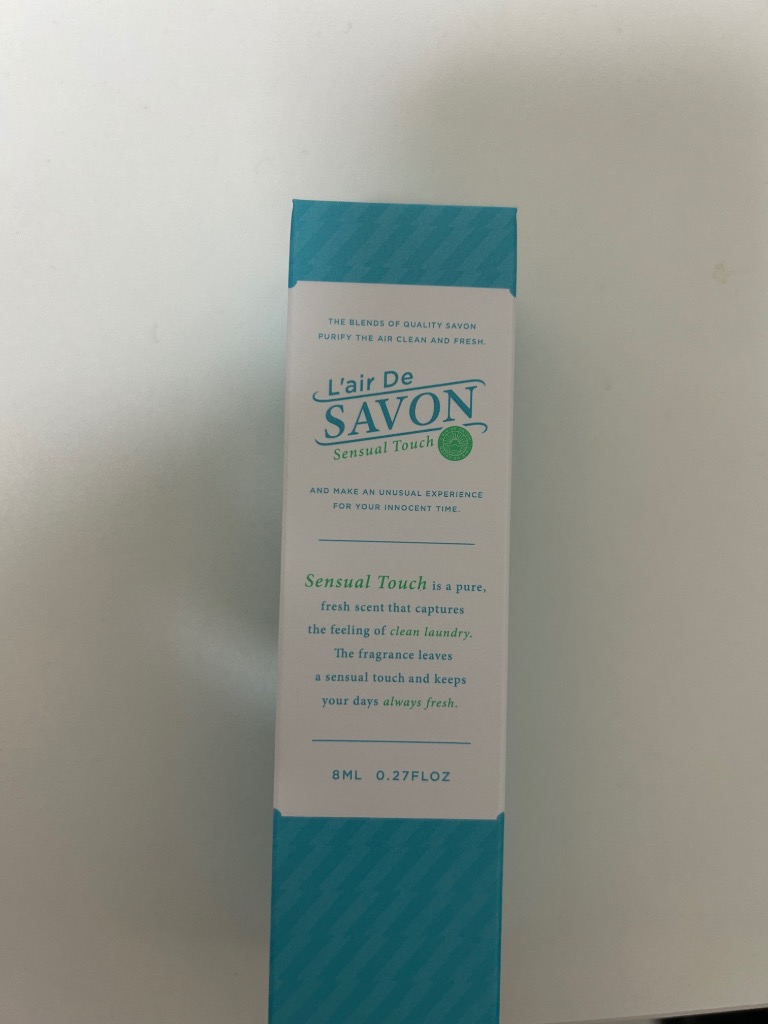 THE BLENDS OF QUALITY SAVON
PURIFY THE AIR CLEAN AND FRESH.
L'air De
SAVON
Sensual Touch
AND MAKE AN UNUSUAL EXPERIENCE
FOR YOUR INNOCENT TIME.
Sensual Touch is a pure,
fresh scent that captures
the feeling of clean laundry.
The fragrance leaves
a sensual touch and keeps
your days always fresh.
8ML 0.27FLOZ